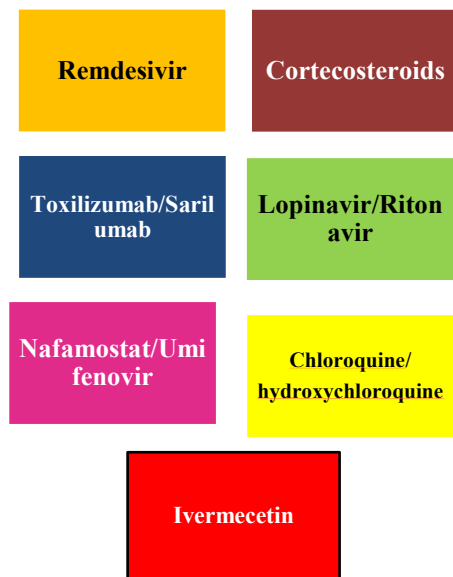 Remdesivir
Cortecosteroids
Toxilizumab/Saril
umab
Lopinavir/Riton
avir
Nafamostat/Umi
fenovir
Chloroquine/
hydroxychloroquine
Ivermecetin